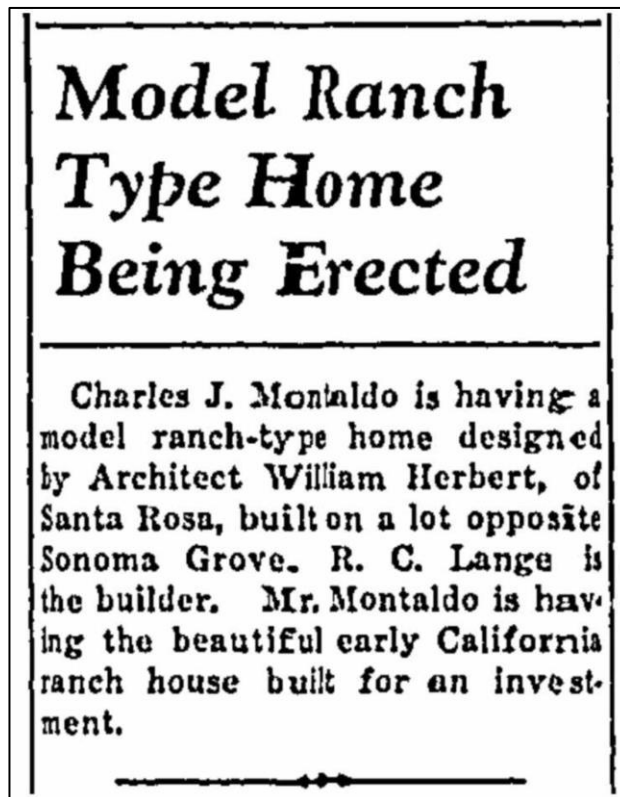 Model Ranch
Type Home
Being Erected
Charles J. Montaldo is having a
model ranch-type home designed
by Architect William Herbert, of
Santa Rosa, built on a lot opposite
Sonoma Grove. R. C. Lange is
the builder. Mr. Montaldo is hav-
ing the beautiful early California
ranch house built for an invest-
ment.